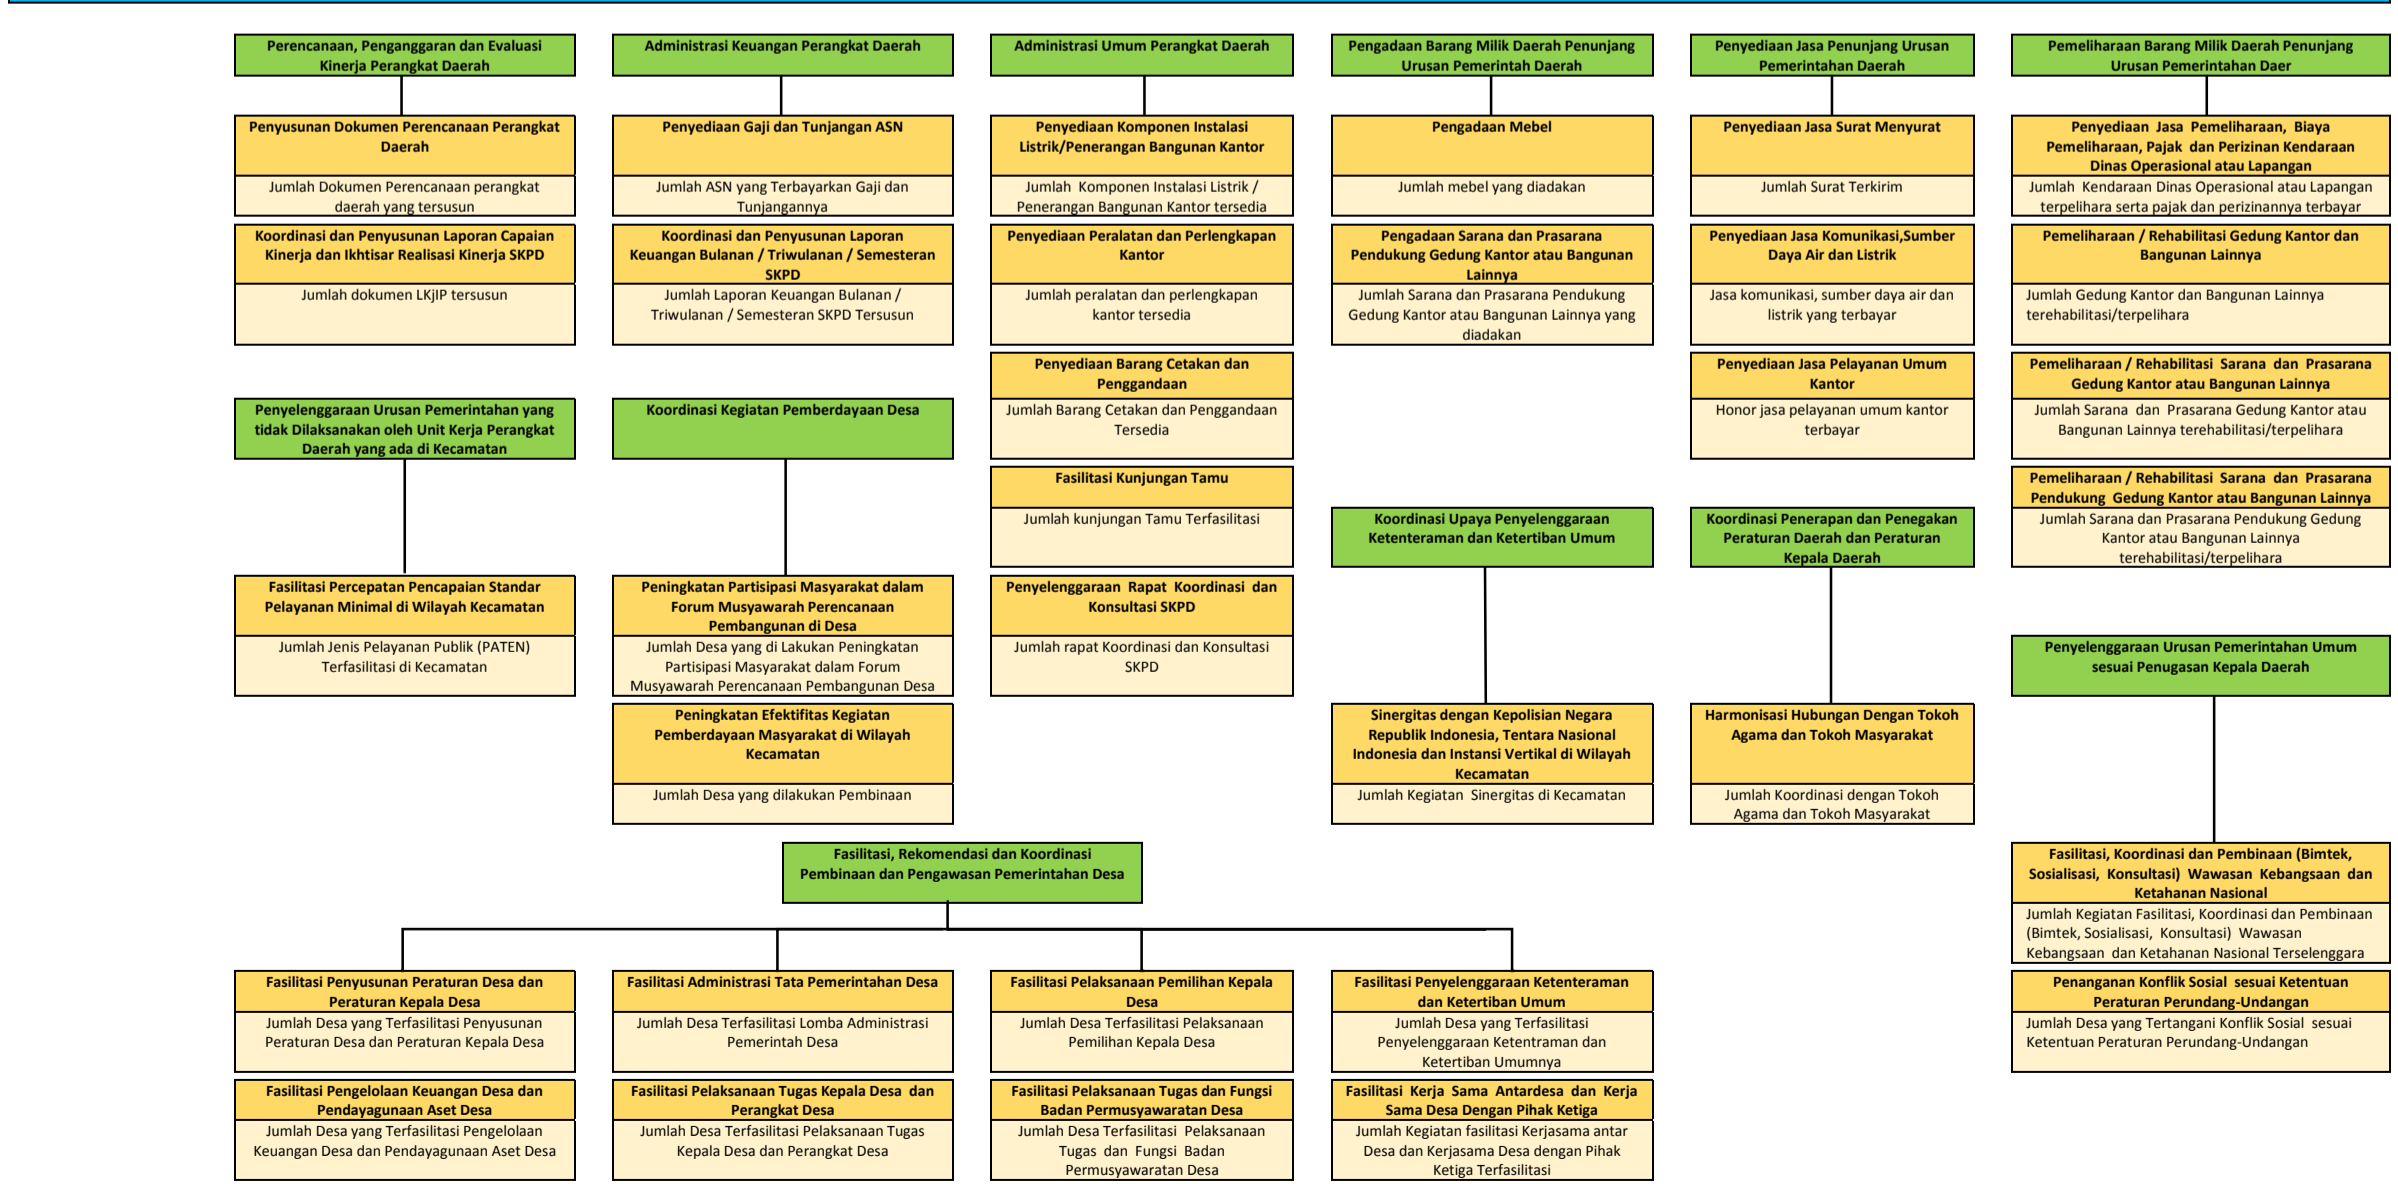 Perencanaan, Penganggaran dan Evaluasi
Kinerja Perangkat Daerah
Administrasi Keuangan Perangkat Daerah
Administrasi Umum Perangkat Daerah
Pengadaan Barang Milik Daerah Penunjang
Urusan Pemerintah Daerah
Penyediaan Jasa Penunjang Urusan
Pemerintahan Daerah
Pemeliharaan Barang Milik Daerah Penunjang
Urusan Pemerintahan Daer
Penyusunan Dokumen Perencanaan Perangkat
Daerah
Jumlah Dokumen Perencanaan perangkat
daerah yang tersusun
Penyediaan Gaji dan Tunjangan ASN
Jumlah ASN yang Terbayarkan Gaji dan
Tunjangannya
Penyediaan Komponen Instalasi
Listrik/Penerangan Bangunan Kantor
Jumlah Komponen Instalasi Listrik /
Penerangan Bangunan Kantor tersedia
Pengadaan Mebel
Jumlah mebel yang diadakan
Penyediaan Jasa Surat Menyurat
Jumlah Surat Terkirim
Penyediaan Jasa Pemeliharaan, Biaya
Pemeliharaan, Pajak dan Perizinan Kendaraan
Dinas Operasional atau Lapangan
Jumlah Kendaraan Dinas Operasional atau Lapangan
terpelihara serta pajak dan perizinannya terbayar
Koordinasi dan Penyusunan Laporan Capaian
Kinerja dan Ikhtisar Realisasi Kinerja SKPD
Jumlah dokumen LKjIP tersusun
Koordinasi dan Penyusunan Laporan
Keuangan Bulanan / Triwulanan / Semesteran
SKPD
Jumlah Laporan Keuangan Bulanan /
Triwulanan / Semesteran SKPD Tersusun
Penyediaan Peralatan dan Perlengkapan
Kantor
Jumlah peralatan dan perlengkapan
kantor tersedia
Pengadaan Sarana dan Prasarana
Pendukung Gedung Kantor atau Bangunan
Lainnya
Jumlah Sarana dan Prasarana Pendukung
Gedung Kantor atau Bangunan Lainnya yang
diadakan
Penyediaan Jasa Komunikasi,Sumber
Daya Air dan Listrik
Jasa komunikasi, sumber daya air dan
listrik yang terbayar
Pemeliharaan / Rehabilitasi Gedung Kantor dan
Bangunan Lainnya
Jumlah Gedung Kantor dan Bangunan Lainnya
terehabilitasi/terpelihara
Penyediaan Barang Cetakan dan
Penggandaan
Jumlah Barang Cetakan dan Penggandaan
Tersedia
Penyediaan Jasa Pelayanan Umum
Kantor
Honor jasa pelayanan umum kantor
terbayar
Pemeliharaan / Rehabilitasi Sarana dan Prasarana
Gedung Kantor atau Bangunan Lainnya
Jumlah Sarana dan Prasarana Gedung Kantor atau
Bangunan Lainnya terehabilitasi/terpelihara
Penyelenggaraan Urusan Pemerintahan yang
tidak Dilaksanakan oleh Unit Kerja Perangkat
Daerah yang ada di Kecamatan
Koordinasi Kegiatan Pemberdayaan Desa
Fasilitasi Kunjungan Tamu
Jumlah kunjungan Tamu Terfasilitasi
Pemeliharaan / Rehabilitasi Sarana dan Prasarana
Pendukung Gedung Kantor atau Bangunan Lainnya
Jumlah Sarana dan Prasarana Pendukung Gedung
Kantor atau Bangunan Lainnya
terehabilitasi/terpelihara
Koordinasi Upaya Penyelenggaraan
Ketenteraman dan Ketertiban Umum
Koordinasi Penerapan dan Penegakan
Peraturan Daerah dan Peraturan
Kepala Daerah
Fasilitasi Percepatan Pencapaian Standar
Pelayanan Minimal di Wilayah Kecamatan
Jumlah Jenis Pelayanan Publik (PATEN)
Terfasilitasi di Kecamatan
Peningkatan Partisipasi Masyarakat dalam
Forum Musyawarah Perencanaan
Pembangunan di Desa
Jumlah Desa yang di Lakukan Peningkatan
Partisipasi Masyarakat dalam Forum
Musyawarah Perencanaan Pembangunan Desa
Penyelenggaraan Rapat Koordinasi dan
Konsultasi SKPD
Jumlah rapat Koordinasi dan Konsultasi
SKPD
Penyelenggaraan Urusan Pemerintahan Umum
sesuai Penugasan Kepala Daerah
Peningkatan Efektifitas Kegiatan
Pemberdayaan Masyarakat di Wilayah
Kecamatan
Jumlah Desa yang dilakukan Pembinaan
Sinergitas dengan Kepolisian Negara
Republik Indonesia, Tentara Nasional
Indonesia dan Instansi Vertikal di Wilayah
Kecamatan
Jumlah Kegiatan Sinergitas di Kecamatan
Harmonisasi Hubungan Dengan Tokoh
Agama dan Tokoh Masyarakat
Jumlah Koordinasi dengan Tokoh
Agama dan Tokoh Masyarakat
Fasilitasi, Rekomendasi dan Koordinasi
Pembinaan dan Pengawasan Pemerintahan Desa
Fasilitasi, Koordinasi dan Pembinaan (Bimtek,
Sosialisasi, Konsultasi) Wawasan Kebangsaan dan
Ketahanan Nasional
Jumlah Kegiatan Fasilitasi, Koordinasi dan Pembinaan
(Bimtek, Sosialisasi, Konsultasi) Wawasan
Kebangsaan dan Ketahanan Nasional Terselenggara
Fasilitasi Penyusunan Peraturan Desa dan
Peraturan Kepala Desa
Jumlah Desa yang Terfasilitasi Penyusunan
Peraturan Desa dan Peraturan Kepala Desa
Fasilitasi Administrasi Tata Pemerintahan Desa
Jumlah Desa Terfasilitasi Lomba Administrasi
Pemerintah Desa
Fasilitasi Pelaksanaan Pemilihan Kepala
Desa
Jumlah Desa Terfasilitasi Pelaksanaan
Pemilihan Kepala Desa
Fasilitasi Penyelenggaraan Ketenteraman
dan Ketertiban Umum
Jumlah Desa yang Terfasilitasi
Penyelenggaraan Ketentraman dan
Ketertiban Umumnya
Penanganan Konflik Sosial sesuai Ketentuan
Peraturan Perundang-Undangan
Jumlah Desa yang Tertangani Konflik Sosial sesuai
Ketentuan Peraturan Perundang-Undangan
Fasilitasi Pengelolaan Keuangan Desa dan
Pendayagunaan Aset Desa
Jumlah Desa yang Terfasilitasi Pengelolaan
Keuangan Desa dan Pendayagunaan Aset Desa
Fasilitasi Pelaksanaan Tugas Kepala Desa dan
Perangkat Desa
Jumlah Desa Terfasilitasi Pelaksanaan Tugas
Kepala Desa dan Perangkat Desa
Fasilitasi Pelaksanaan Tugas dan Fungsi
Badan Permusyawaratan Desa
Jumlah Desa Terfasilitasi Pelaksanaan
Tugas dan Fungsi Badan
Permusyawaratan Desa
Fasilitasi Kerja Sama Antardesa dan Kerja
Sama Desa Dengan Pihak Ketiga
Jumlah Kegiatan fasilitasi Kerjasama antar
Desa dan Kerjasama Desa dengan Pihak
Ketiga Terfasilitasi